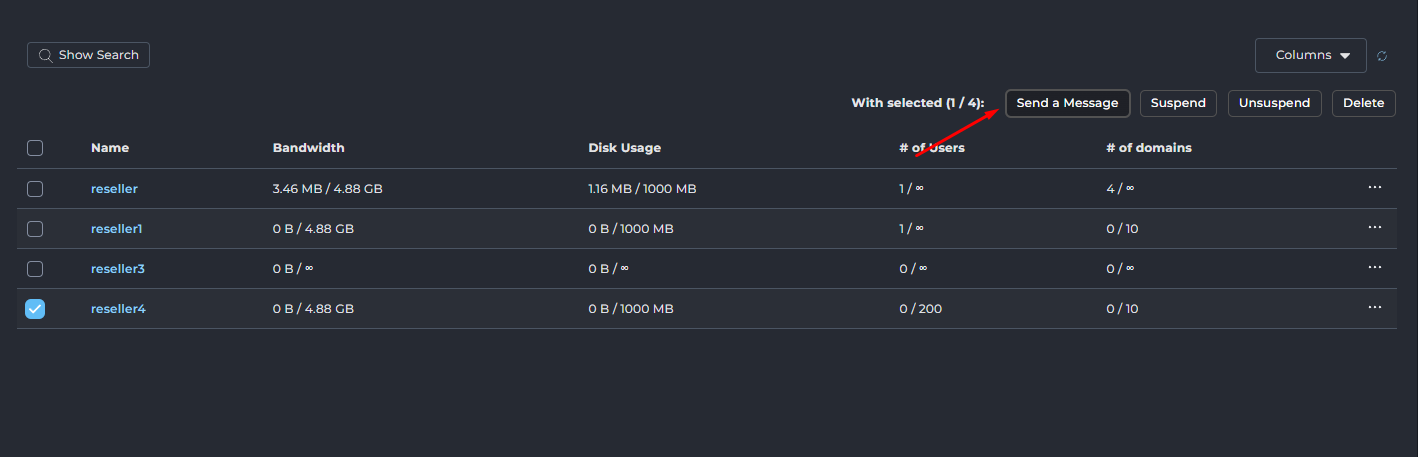 Show Search
Columns
With selected (1 / 4): Send a Message Suspend Unsuspend Delete
Name Bandwidth Disk Usage # of Users # of domains
reseller 3.46 MB / 4.88 GB 1.16 MB / 1000 MB 1 / ∞ 4 / ∞ ...
reseller1 0 B / 4.88 GB 0 B / 1000 MB 1 / ∞ 0 / 10 ...
reseller3 0 B / ∞ 0 B / ∞ 0 / ∞ 0 / ∞ ...
reseller4 0 B / 4.88 GB 0 B / 1000 MB 0 / 200 0 / 10 ...